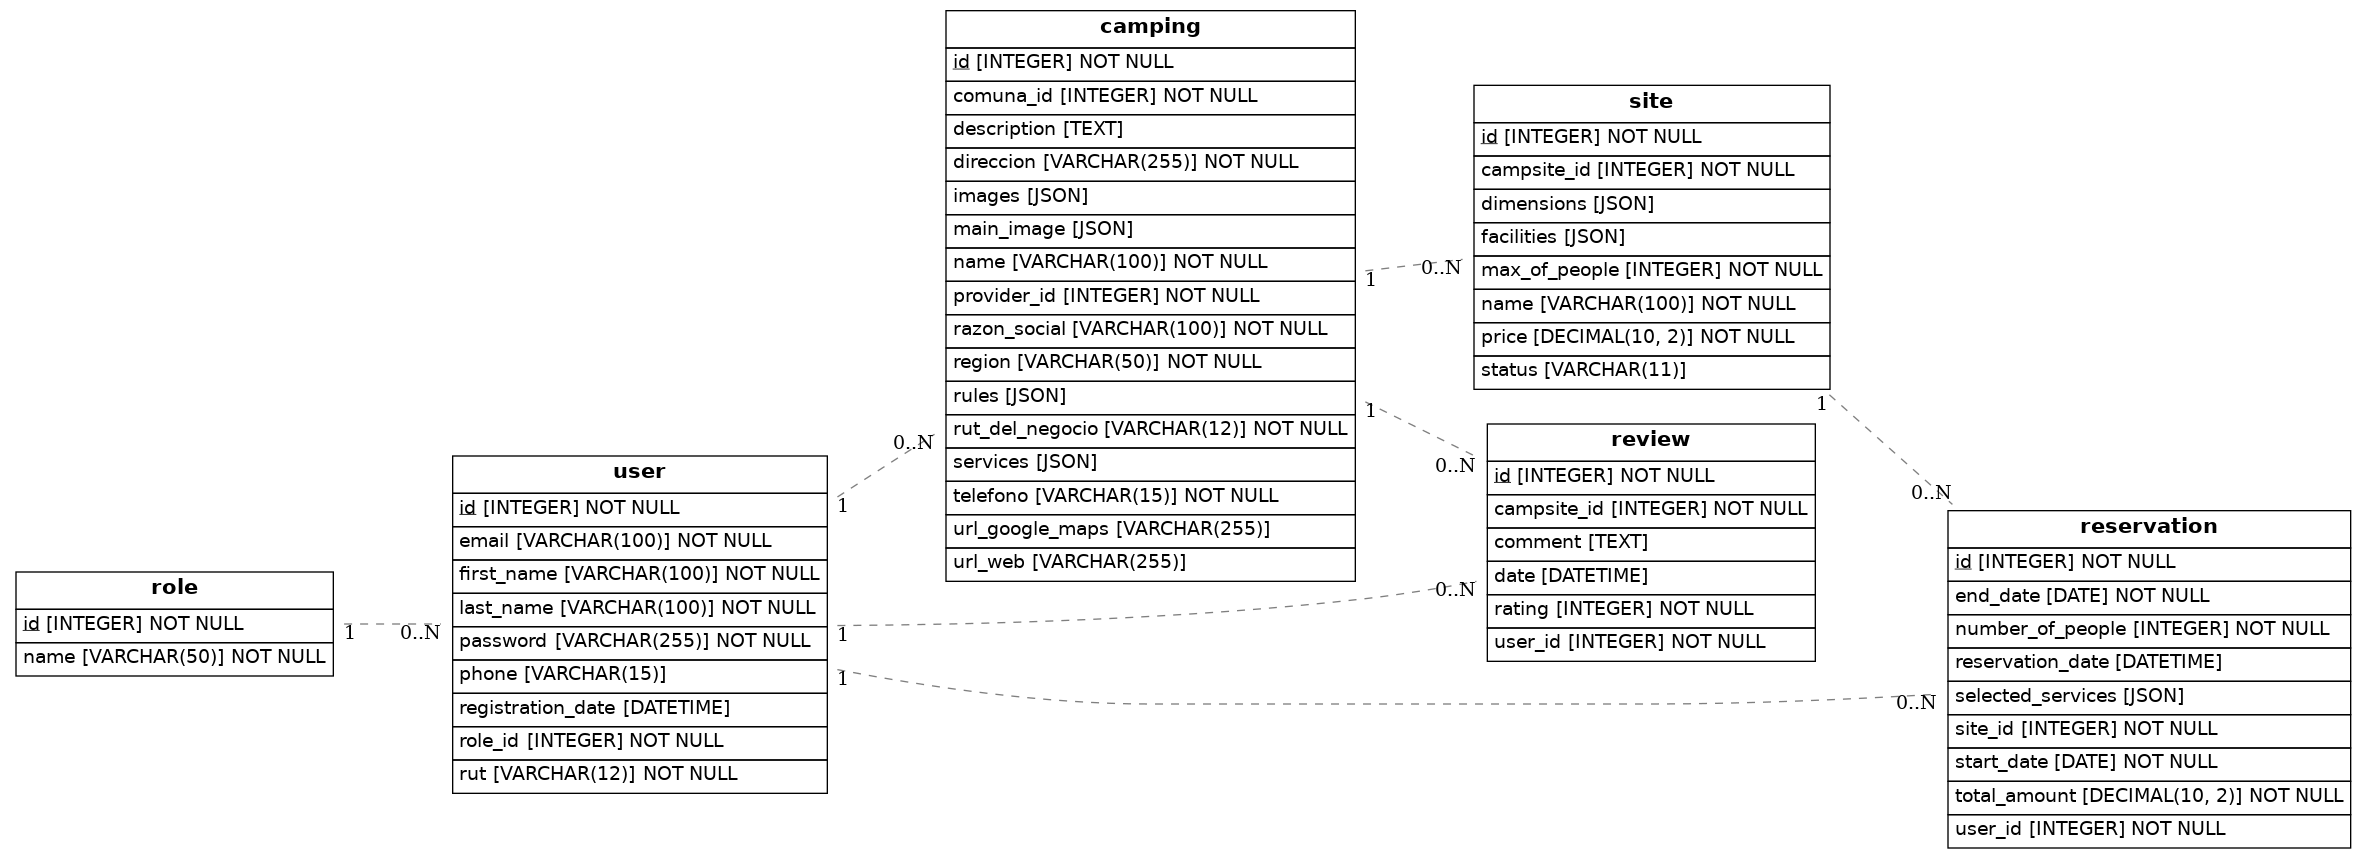 camping
id [INTEGER] NOT NULL
comuna_id [INTEGER] NOT NULL
description [TEXT]
direccion [VARCHAR(255)] NOT NULL
images [JSON]
main_image [JSON]
name [VARCHAR(100)] NOT NULL
provider_id [INTEGER] NOT NULL
razon_social [VARCHAR(100)] NOT NULL
region [VARCHAR(50)] NOT NULL
rules [JSON]
rut_del_negocio [VARCHAR(12)] NOT NULL
services [JSON]
telefono [VARCHAR(15)] NOT NULL
url_google_maps [VARCHAR(255)]
url_web [VARCHAR(255)]
site
id [INTEGER] NOT NULL
campsite_id [INTEGER] NOT NULL
dimensions [JSON]
facilities [JSON]
max_of_people [INTEGER] NOT NULL
name [VARCHAR(100)] NOT NULL
price [DECIMAL(10, 2)] NOT NULL
status [VARCHAR(11)]
1
0..N
1
0..N
1
0..N
review
id [INTEGER] NOT NULL
campsite_id [INTEGER] NOT NULL
comment [TEXT]
date [DATETIME]
rating [INTEGER] NOT NULL
user_id [INTEGER] NOT NULL
user
id [INTEGER] NOT NULL
email [VARCHAR(100)] NOT NULL
first_name [VARCHAR(100)] NOT NULL
last_name [VARCHAR(100)] NOT NULL
password [VARCHAR(255)] NOT NULL
phone [VARCHAR(15)]
registration_date [DATETIME]
role_id [INTEGER] NOT NULL
rut [VARCHAR(12)] NOT NULL
1
0..N
1
0..N
1
0..N
role
id [INTEGER] NOT NULL
name [VARCHAR(50)] NOT NULL
1
0..N
reservation
id [INTEGER] NOT NULL
end_date [DATE] NOT NULL
number_of_people [INTEGER] NOT NULL
reservation_date [DATETIME]
selected_services [JSON]
site_id [INTEGER] NOT NULL
start_date [DATE] NOT NULL
total_amount [DECIMAL(10, 2)] NOT NULL
user_id [INTEGER] NOT NULL